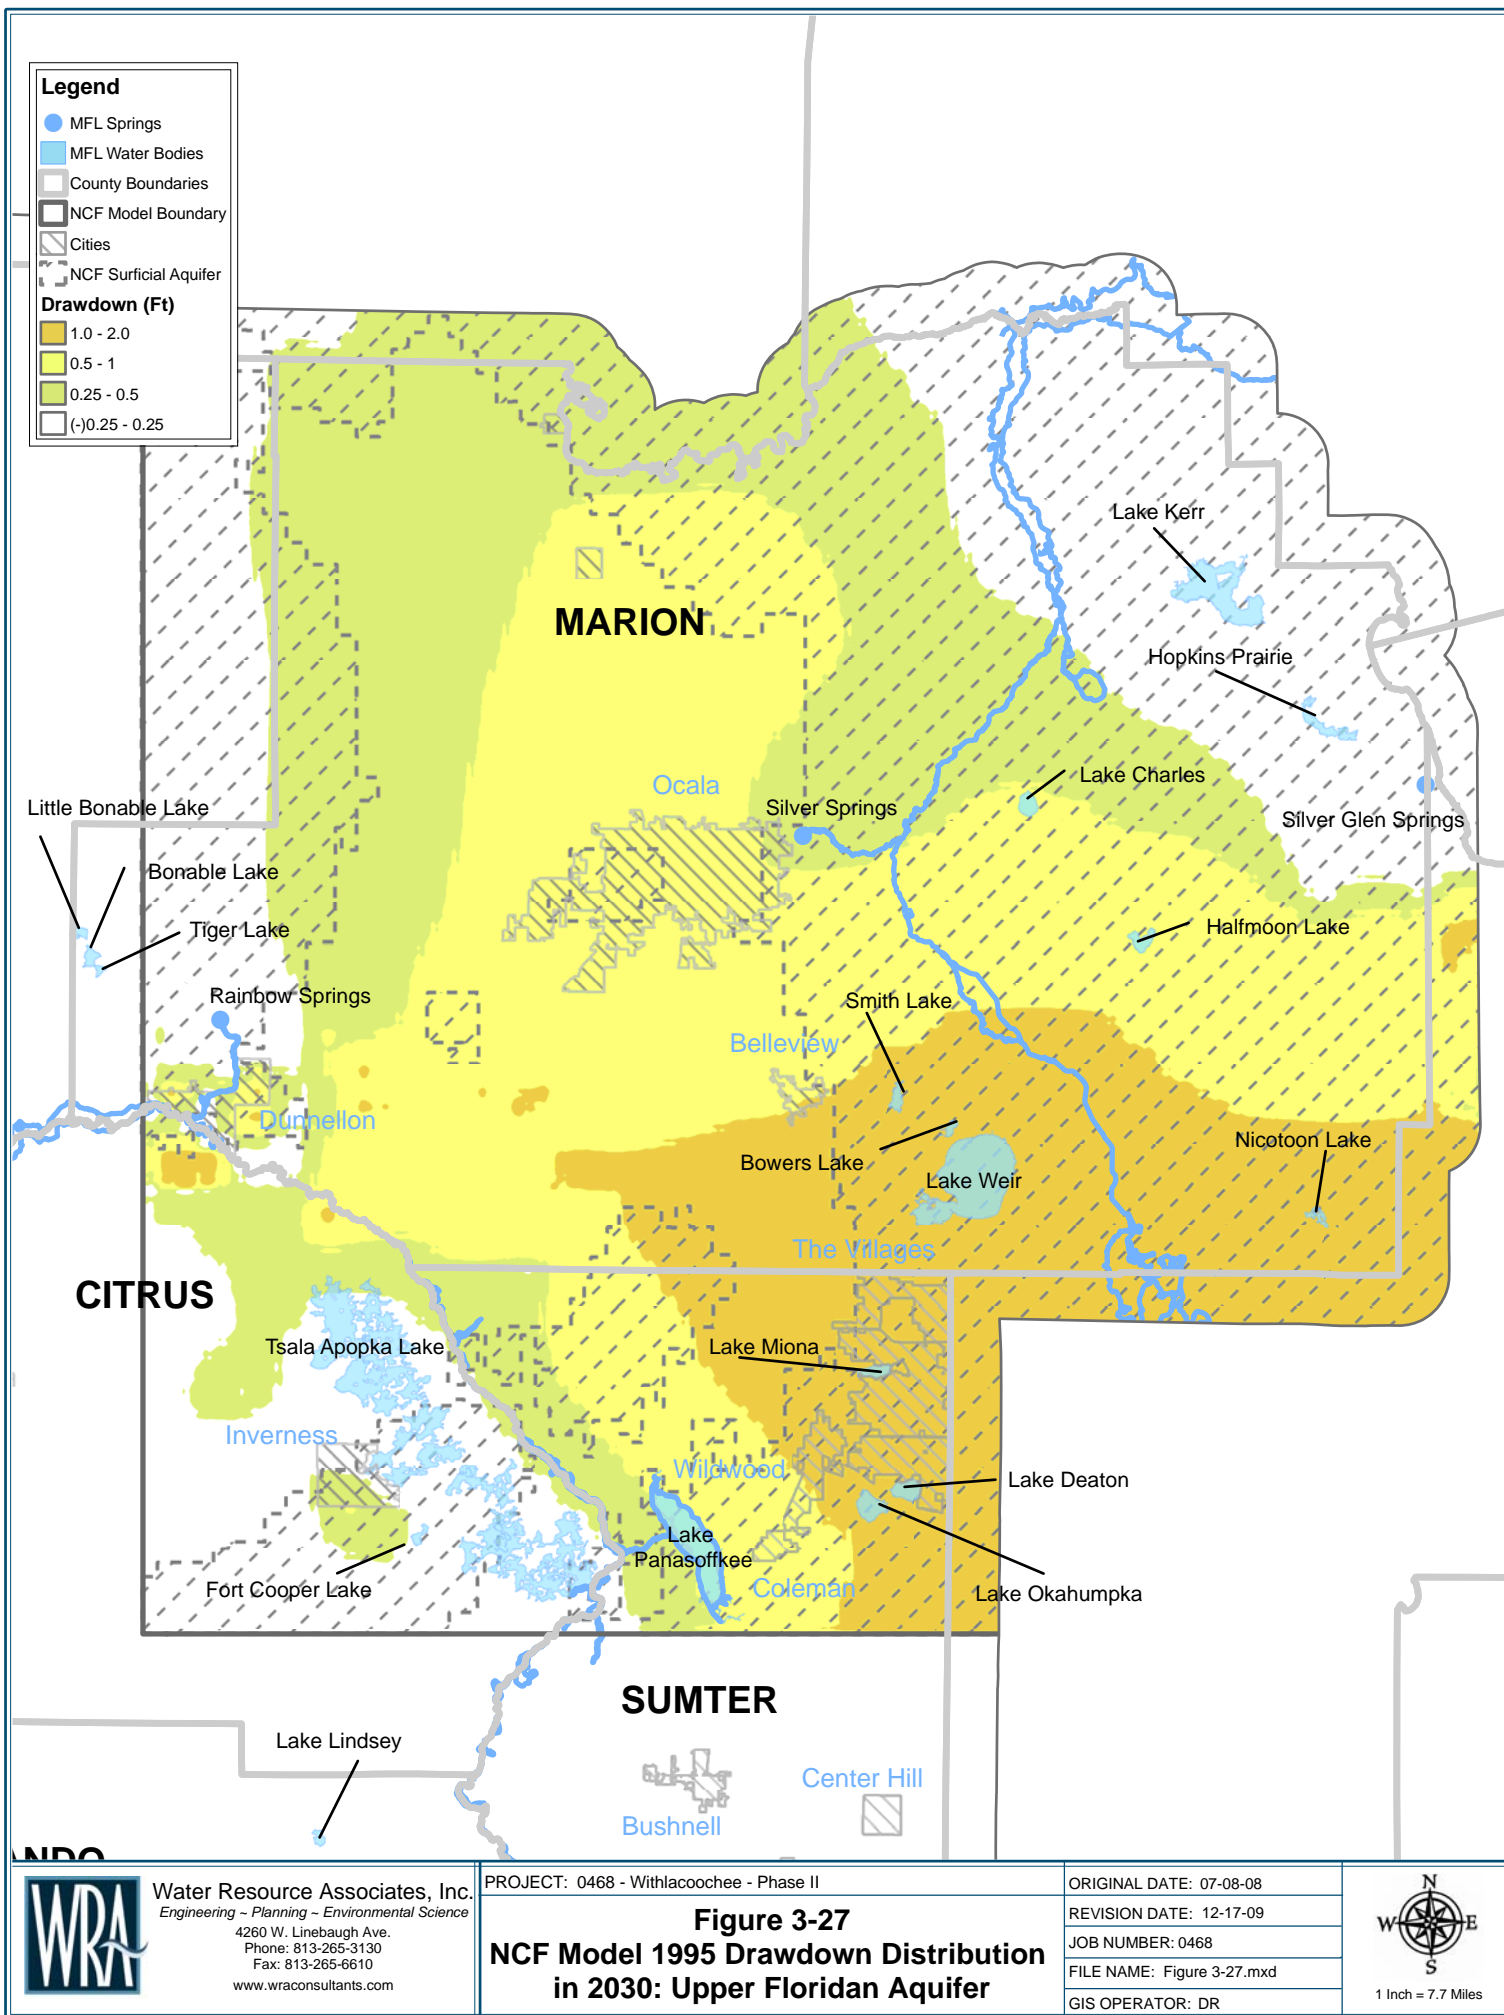 Legend
MFL Springs
MFL Water Bodies
County Boundaries
NCF Model Boundary
Cities
NCF Surficial Aquifer
Drawdown (Ft)
1.0 - 2.0
0.5 - 1
0.25 - 0.5
(-)0.25 - 0.25
Lake Kerr
MARION
Hopkins Prairie
Lake Charles
Ocala
Little Bonable Lake
Silver Springs
Silver Glen Springs
Bonable Lake
Tiger Lake
Halfmoon Lake
Rainbow Springs
Smith Lake
Belleview
Dunnellon
Nicotoon Lake
Bowers Lake
Lake Weir
The Villages
CITRUS
Tsala Apopka Lake
Lake Miona
Inverness
Wildwood
Lake Deaton
Lake
Panasoffkee
Fort Cooper Lake
Coleman
Lake Okahumpka
SUMTER
Lake Lindsey
Center Hill
Bushnell
ANDO
WRA
Water Resource Associates, Inc.
Engineering ~ Planning ~ Environmental Science
4260 W. Linebaugh Ave.
Phone: 813-265-3130
Fax: 813-265-6610
www.wraconsultants.com
PROJECT: 0468 - Withlacoochee - Phase II
Figure 3-27
NCF Model 1995 Drawdown Distribution
in 2030: Upper Floridan Aquifer
ORIGINAL DATE: 07-08-08
REVISION DATE: 12-17-09
JOB NUMBER: 0468
FILE NAME: Figure 3-27.mxd
GIS OPERATOR: DR
N
W E
S
1 Inch = 7.7 Miles